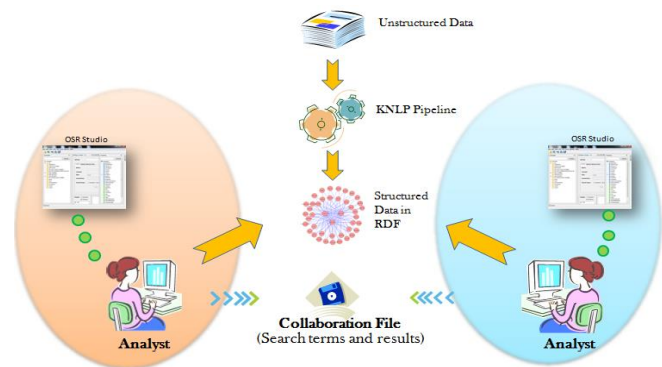 Unstructured Data
KNLP Pipeline
OSR Studio
OSR Studio
Structured
Data in
RDF
Collaboration File
(Search terms and results)
Analyst
Analyst